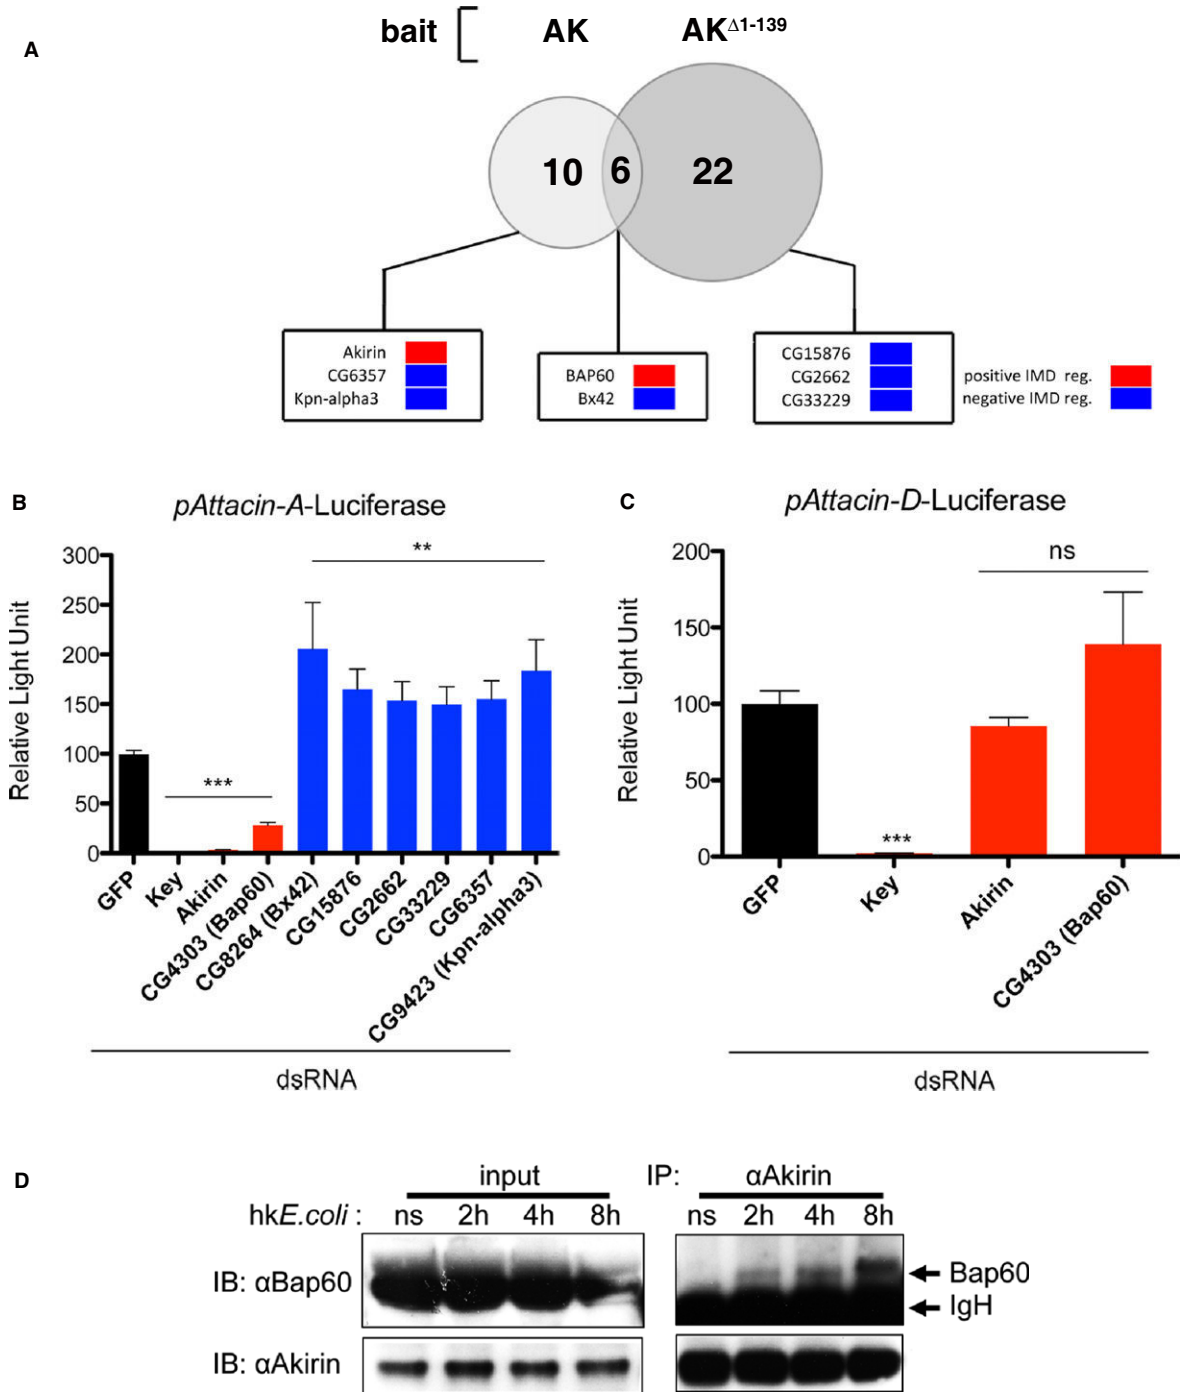 A
bait AK AKΔ1-139
10 6 22
Akirin
CG6357
Kpn-alpha3
BAP60
Bx42
CG15876
CG2662
CG33229
positive IMD reg.
negative IMD reg.
B
pAttacin-A-Luciferase
Relative Light Unit
300
250
200
150
100
50
0
***
**
GFP
Key
Akirin
CG4303 (Bap60)
CG8264 (Bx42)
CG15876
CG2662
CG33229
CG6357
CG9423 (Kpn-alpha3)
dsRNA
C
pAttacin-D-Luciferase
Relative Light Unit
200
150
100
50
0
***
ns
GFP
Key
Akirin
CG4303 (Bap60)
dsRNA
D
input IP: αAkirin
hkE.coli : ns 2h 4h 8h ns 2h 4h 8h
IB: αBap60
Bap60
IgH
IB: αAkirin